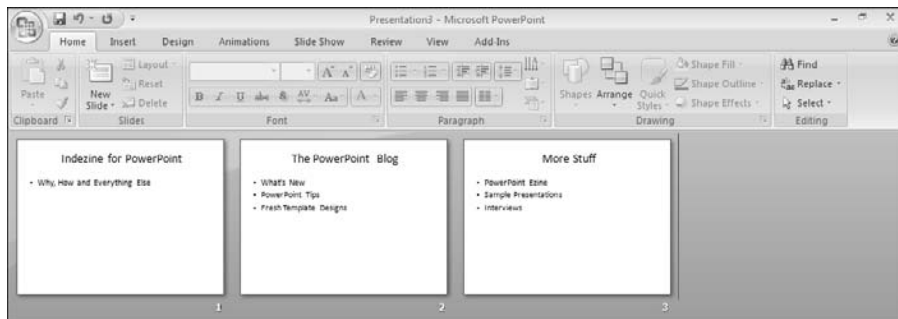 Presentation3 - Microsoft PowerPoint
Home Insert Design Animations Slide Show Review View Add-Ins
Paste
Clipboard
New Slide
Layout
Reset
Delete
Slides
B I U abc S AV Aa A
Font
Paragraph
Shapes Arrange Quick Styles
Shape Fill
Shape Outline
Shape Effects
Drawing
Find
Replace
Select
Editing
Indezine for PowerPoint
• Why, How and Everything Else
1
The PowerPoint Blog
• What's New
• PowerPoint Tips
• Fresh Template Designs
2
More Stuff
• PowerPoint Ezine
• Sample Presentations
• Interviews
3